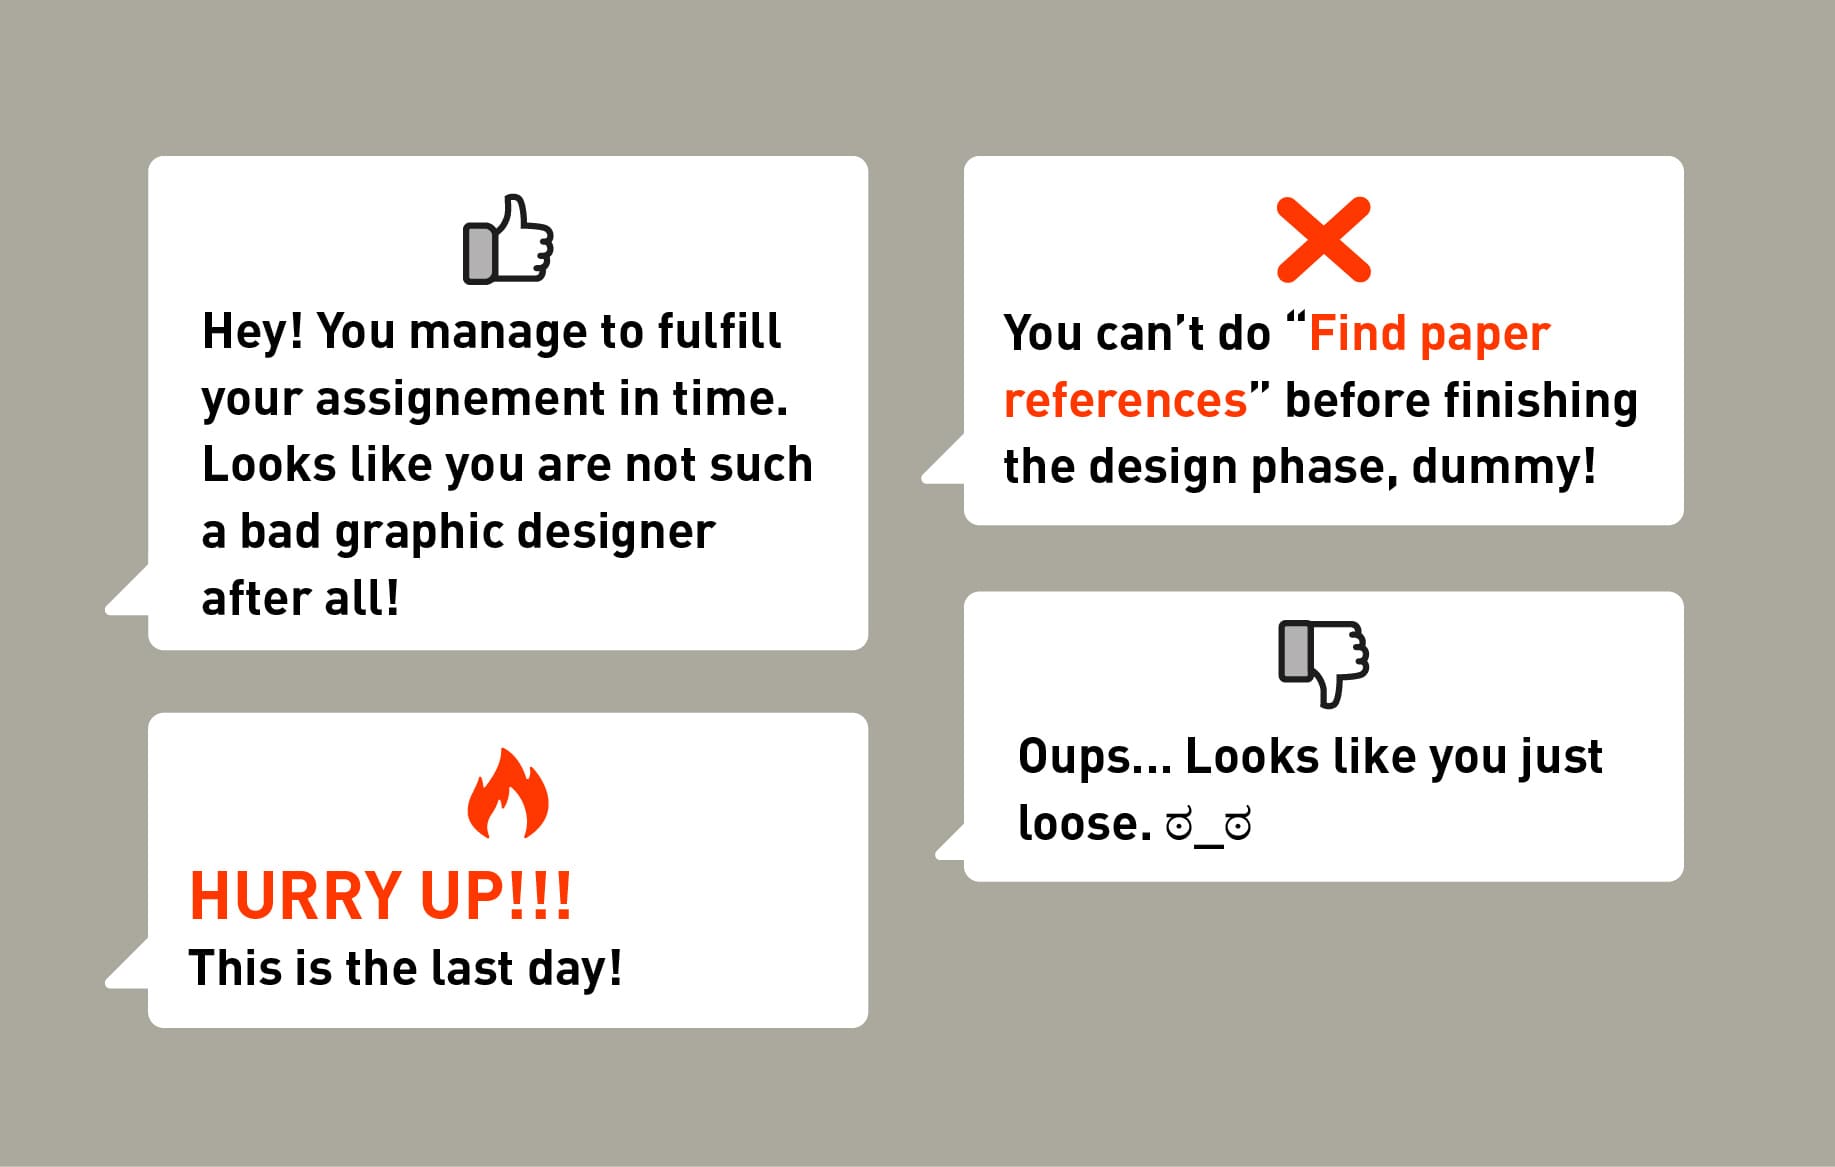 Hey! You manage to fulfill
your assignement in time.
Looks like you are not such
a bad graphic designer
after all!
HURRY UP!!!
This is the last day!
You can’t do “Find paper
references” before finishing
the design phase, dummy!
Oups... Looks like you just
loose. ಠ_ಠ